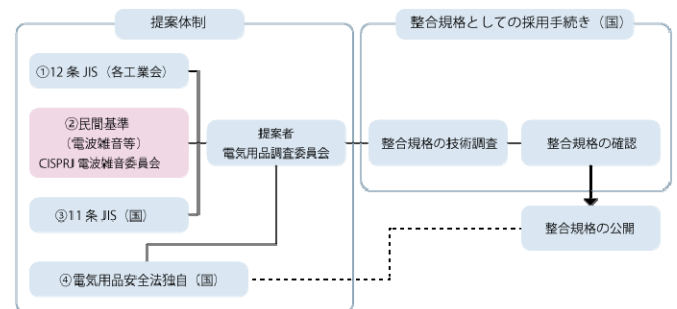 提案体制
整合規格としての採用手続き（国）
①12 条 JIS（各工業会）
②民間基準
（電波雑音等）
CISPRJ 電波雑音委員会
③11 条 JIS（国）
④電気用品安全法独自（国）
提案者
電気用品調査委員会
整合規格の技術調査
整合規格の確認
整合規格の公開